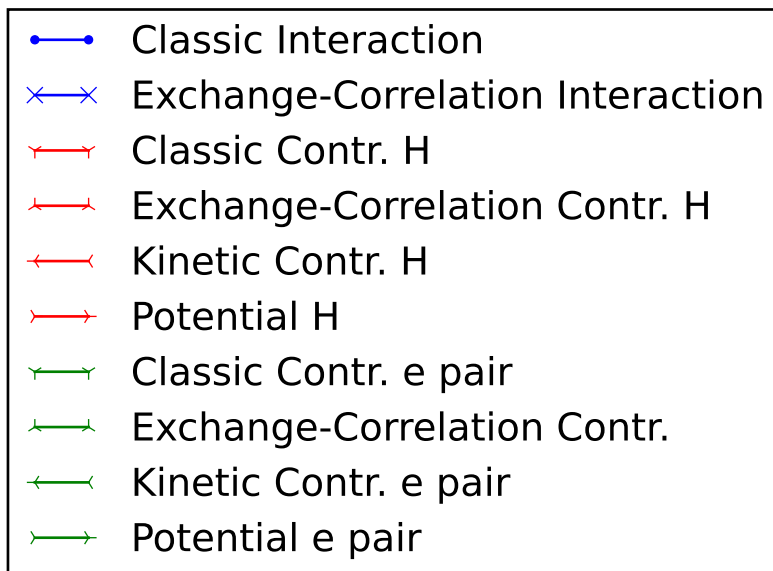 Classic Interaction
Exchange-Correlation Interaction
Classic Contr. H
Exchange-Correlation Contr. H
Kinetic Contr. H
Potential H
Classic Contr. e pair
Exchange-Correlation Contr.
Kinetic Contr. e pair
Potential e pair